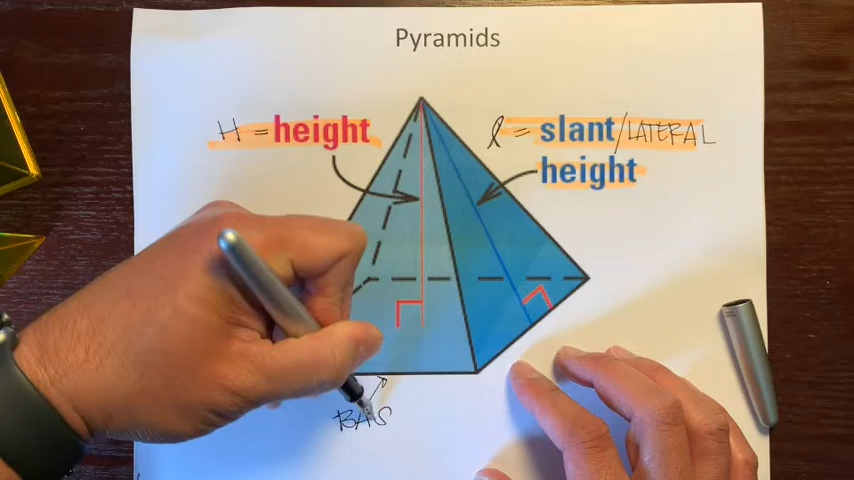 Pyramids
H = height
l = slant/LATERAL
height
BAS